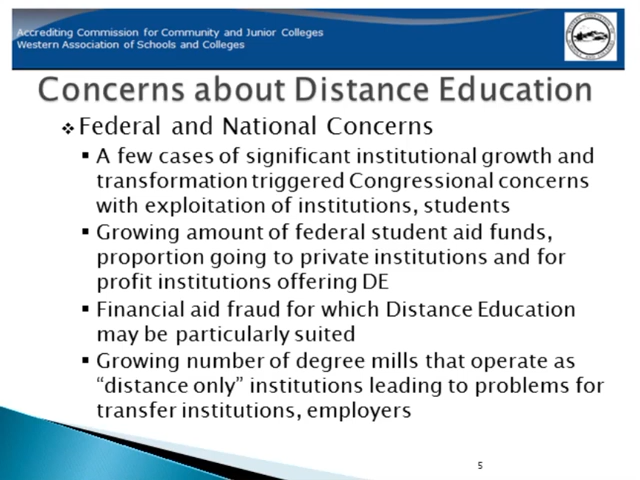 Accrediting Commission for Community and Junior Colleges
Western Association of Schools and Colleges
Concerns about Distance Education
❖ Federal and National Concerns
▪ A few cases of significant institutional growth and
transformation triggered Congressional concerns
with exploitation of institutions, students
▪ Growing amount of federal student aid funds,
proportion going to private institutions and for
profit institutions offering DE
▪ Financial aid fraud for which Distance Education
may be particularly suited
▪ Growing number of degree mills that operate as
“distance only” institutions leading to problems for
transfer institutions, employers
5